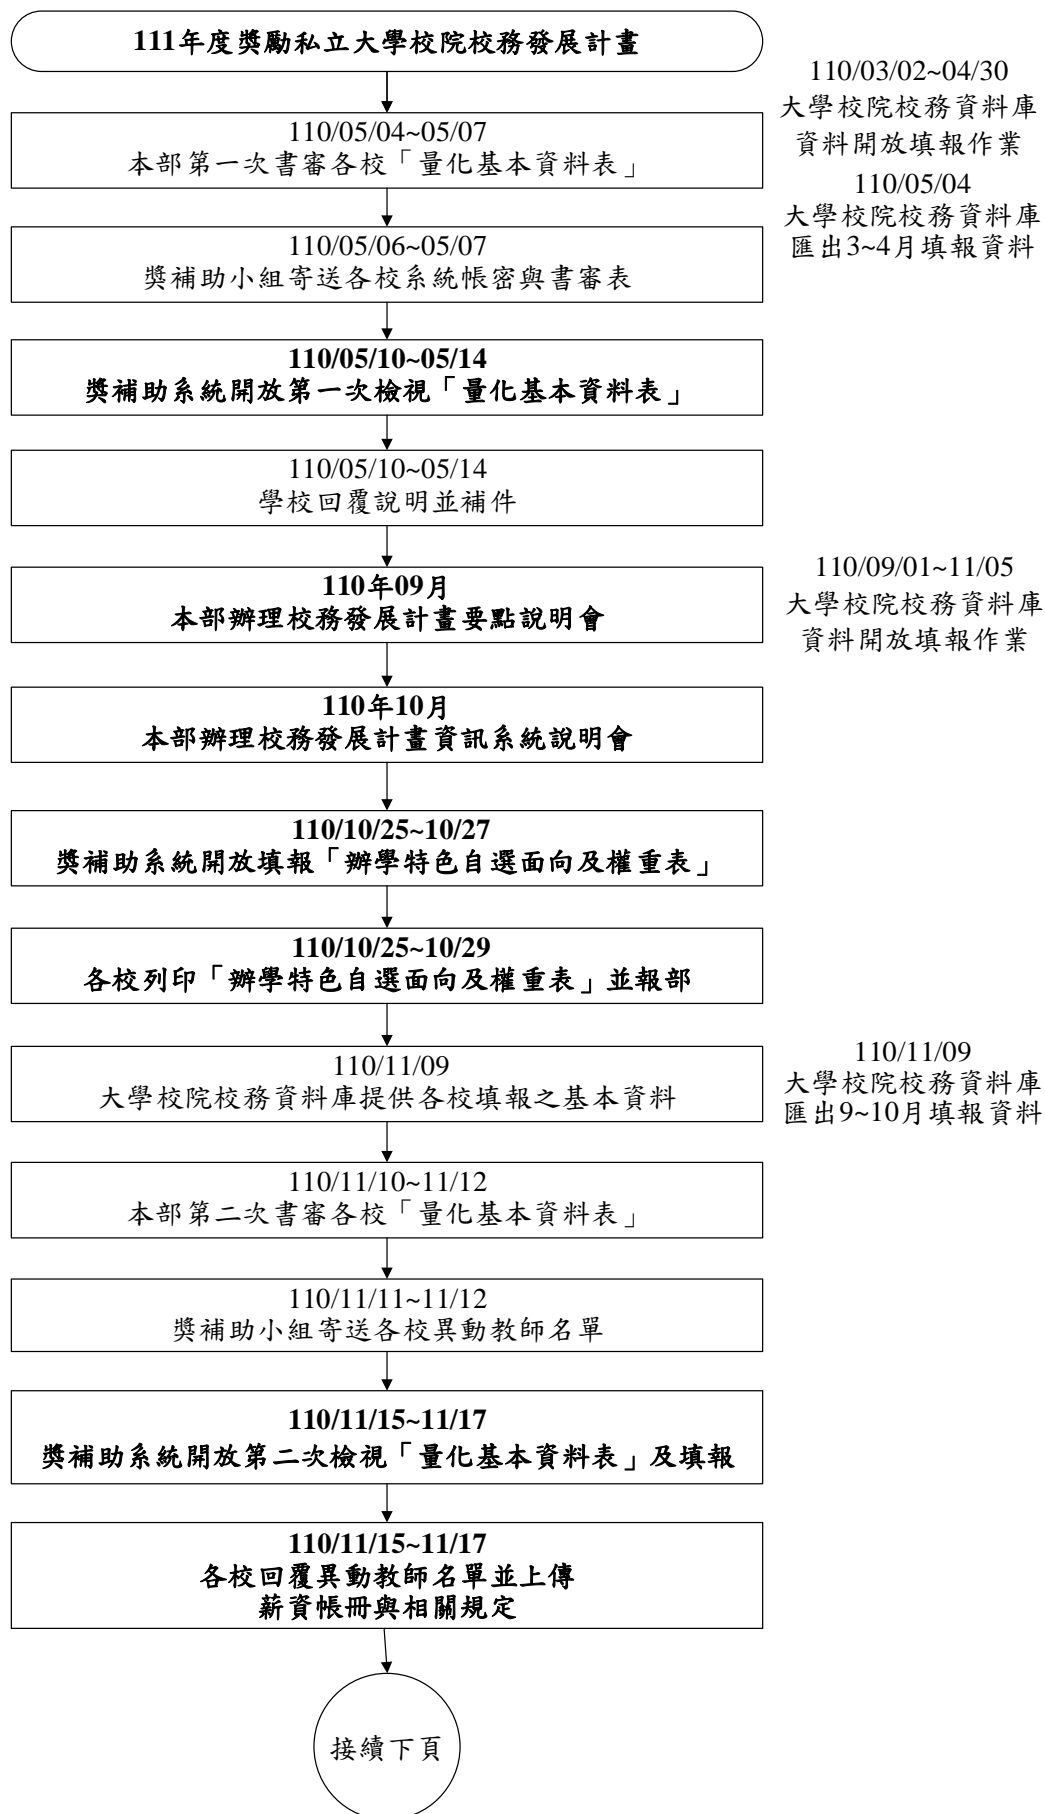 111年度獎勵私立大學校院校務發展計畫
110/03/02~04/30
大學校院校務資料庫
資料開放填報作業
110/05/04~05/07
本部第一次書審各校「量化基本資料表」
110/05/04
大學校院校務資料庫
匯出3~4月填報資料
110/05/06~05/07
獎補助小組寄送各校系統帳密與書審表
110/05/10~05/14
獎補助系統開放第一次檢視「量化基本資料表」
110/05/10~05/14
學校回覆說明並補件
110年09月
本部辦理校務發展計畫要點說明會
110/09/01~11/05
大學校院校務資料庫
資料開放填報作業
110年10月
本部辦理校務發展計畫資訊系統說明會
110/10/25~10/27
獎補助系統開放填報「辦學特色自選面向及權重表」
110/10/25~10/29
各校列印「辦學特色自選面向及權重表」並報部
110/11/09
大學校院校務資料庫提供各校填報之基本資料
110/11/09
大學校院校務資料庫
匯出9~10月填報資料
110/11/10~11/12
本部第二次書審各校「量化基本資料表」
110/11/11~11/12
獎補助小組寄送各校異動教師名單
110/11/15~11/17
獎補助系統開放第二次檢視「量化基本資料表」及填報
110/11/15~11/17
各校回覆異動教師名單並上傳
薪資帳冊與相關規定
接續下頁